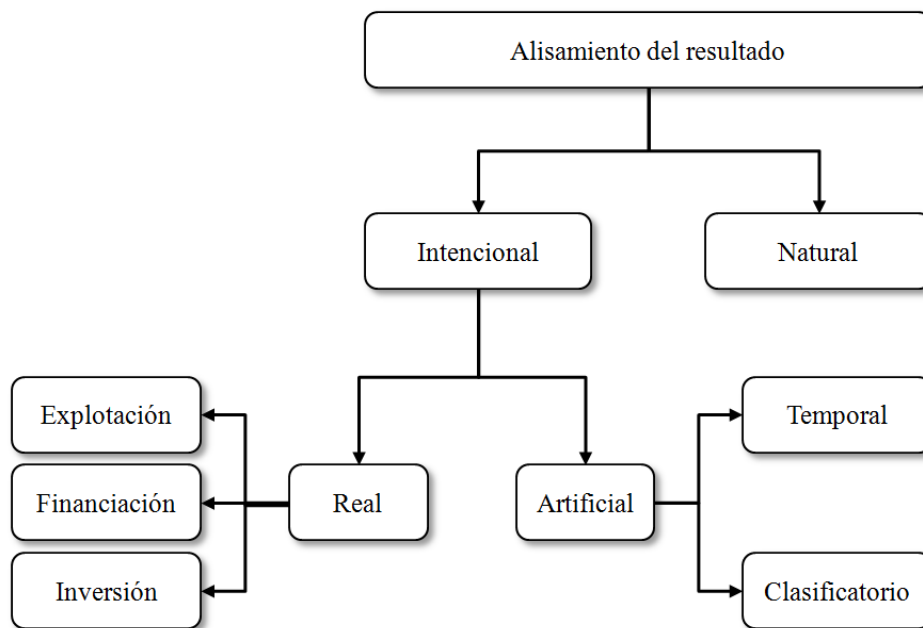 Alisamiento del resultado
Intencional
Natural
Explotación
Temporal
Financiación
Real
Artificial
Inversión
Clasificatorio